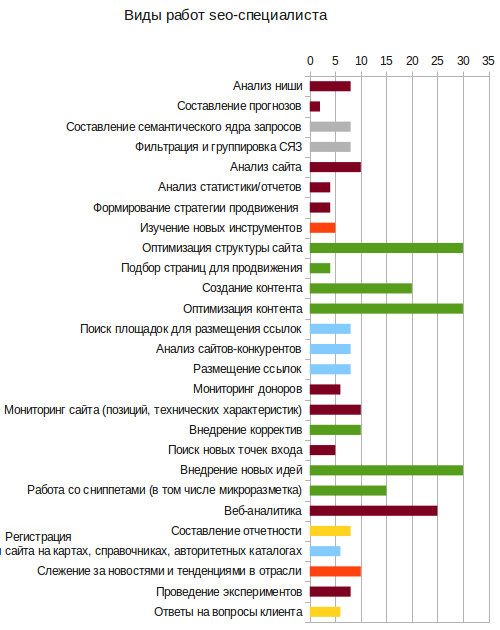 Виды работ seo-специалиста
0 5 10 15 20 25 30 35
Анализ ниши
Составление прогнозов
Составление семантического ядра запросов
Фильтрация и группировка СЯЗ
Анализ сайта
Анализ статистики/отчетов
Формирование стратегии продвижения
Изучение новых инструментов
Оптимизация структуры сайта
Подбор страниц для продвижения
Создание контента
Оптимизация контента
Поиск площадок для размещения ссылок
Анализ сайтов-конкурентов
Размещение ссылок
Мониторинг доноров
Мониторинг сайта (позиций, технических характеристик)
Внедрение корректив
Поиск новых точек входа
Внедрение новых идей
Работа со сниппетами (в том числе микроразметка)
Веб-аналитика
Составление отчетности
Регистрация
сайта на картах, справочниках, авторитетных каталогах
Слежение за новостями и тенденциями в отрасли
Проведение экспериментов
Ответы на вопросы клиента